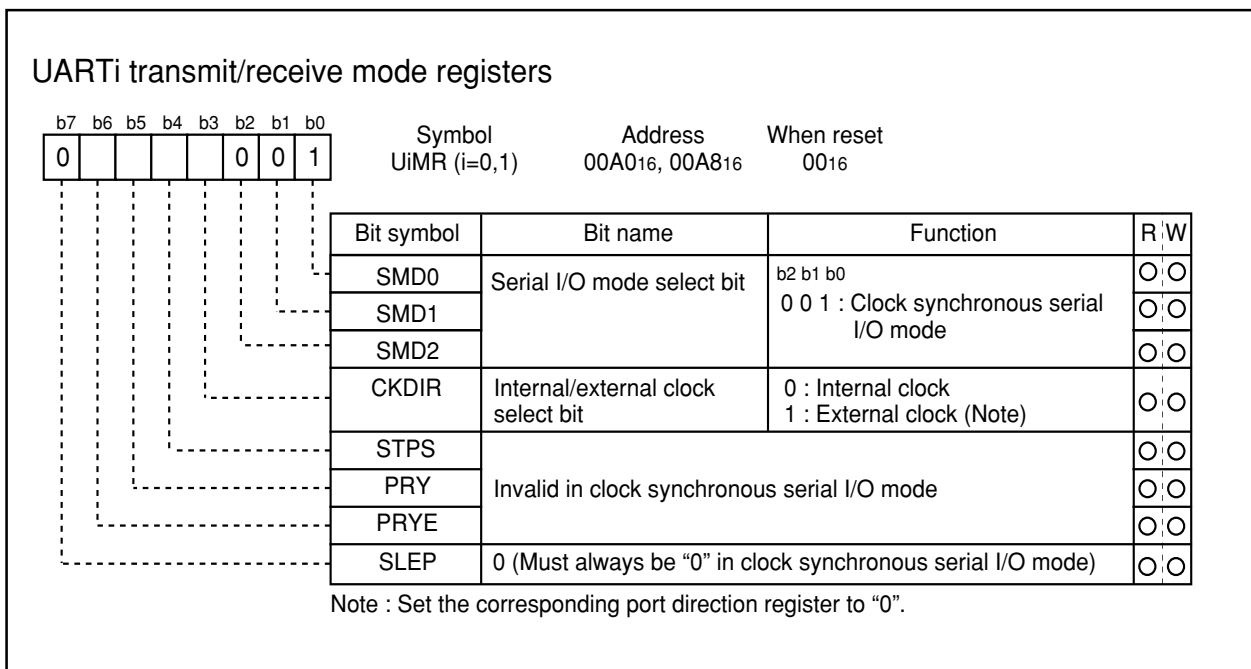 UARTi transmit/receive mode registers
b7 b6 b5 b4 b3 b2 b1 b0
0 0 0 1
Symbol Address When reset
UiMR (i=0,1) 00A016, 00A816 0016
Bit symbol Bit name Function R W
SMD0 Serial I/O mode select bit b2 b1 b0
SMD1 0 0 1 : Clock synchronous serial
I/O mode
SMD2
CKDIR Internal/external clock 0 : Internal clock
select bit 1 : External clock (Note)
STPS
PRY Invalid in clock synchronous serial I/O mode
PRYE
SLEP 0 (Must always be “0” in clock synchronous serial I/O mode)
Note : Set the corresponding port direction register to “0”.